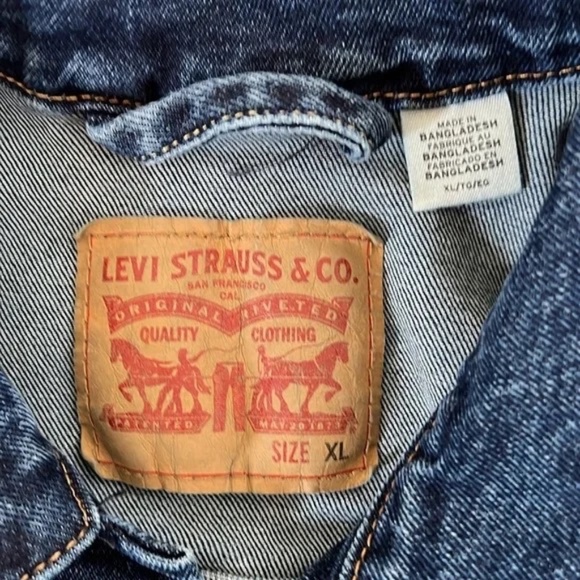 MADE IN
BANGLADESH
FABRIQUE AU
BANGLADESH
FABRICADO EN
BANGLADESH
XL/TG/EG
LEVI STRAUSS & CO.
SAN FRANCISCO
CAL
ORIGINAL RIVETED
QUALITY CLOTHING
PATENTED MAY 20 1873
SIZE XL